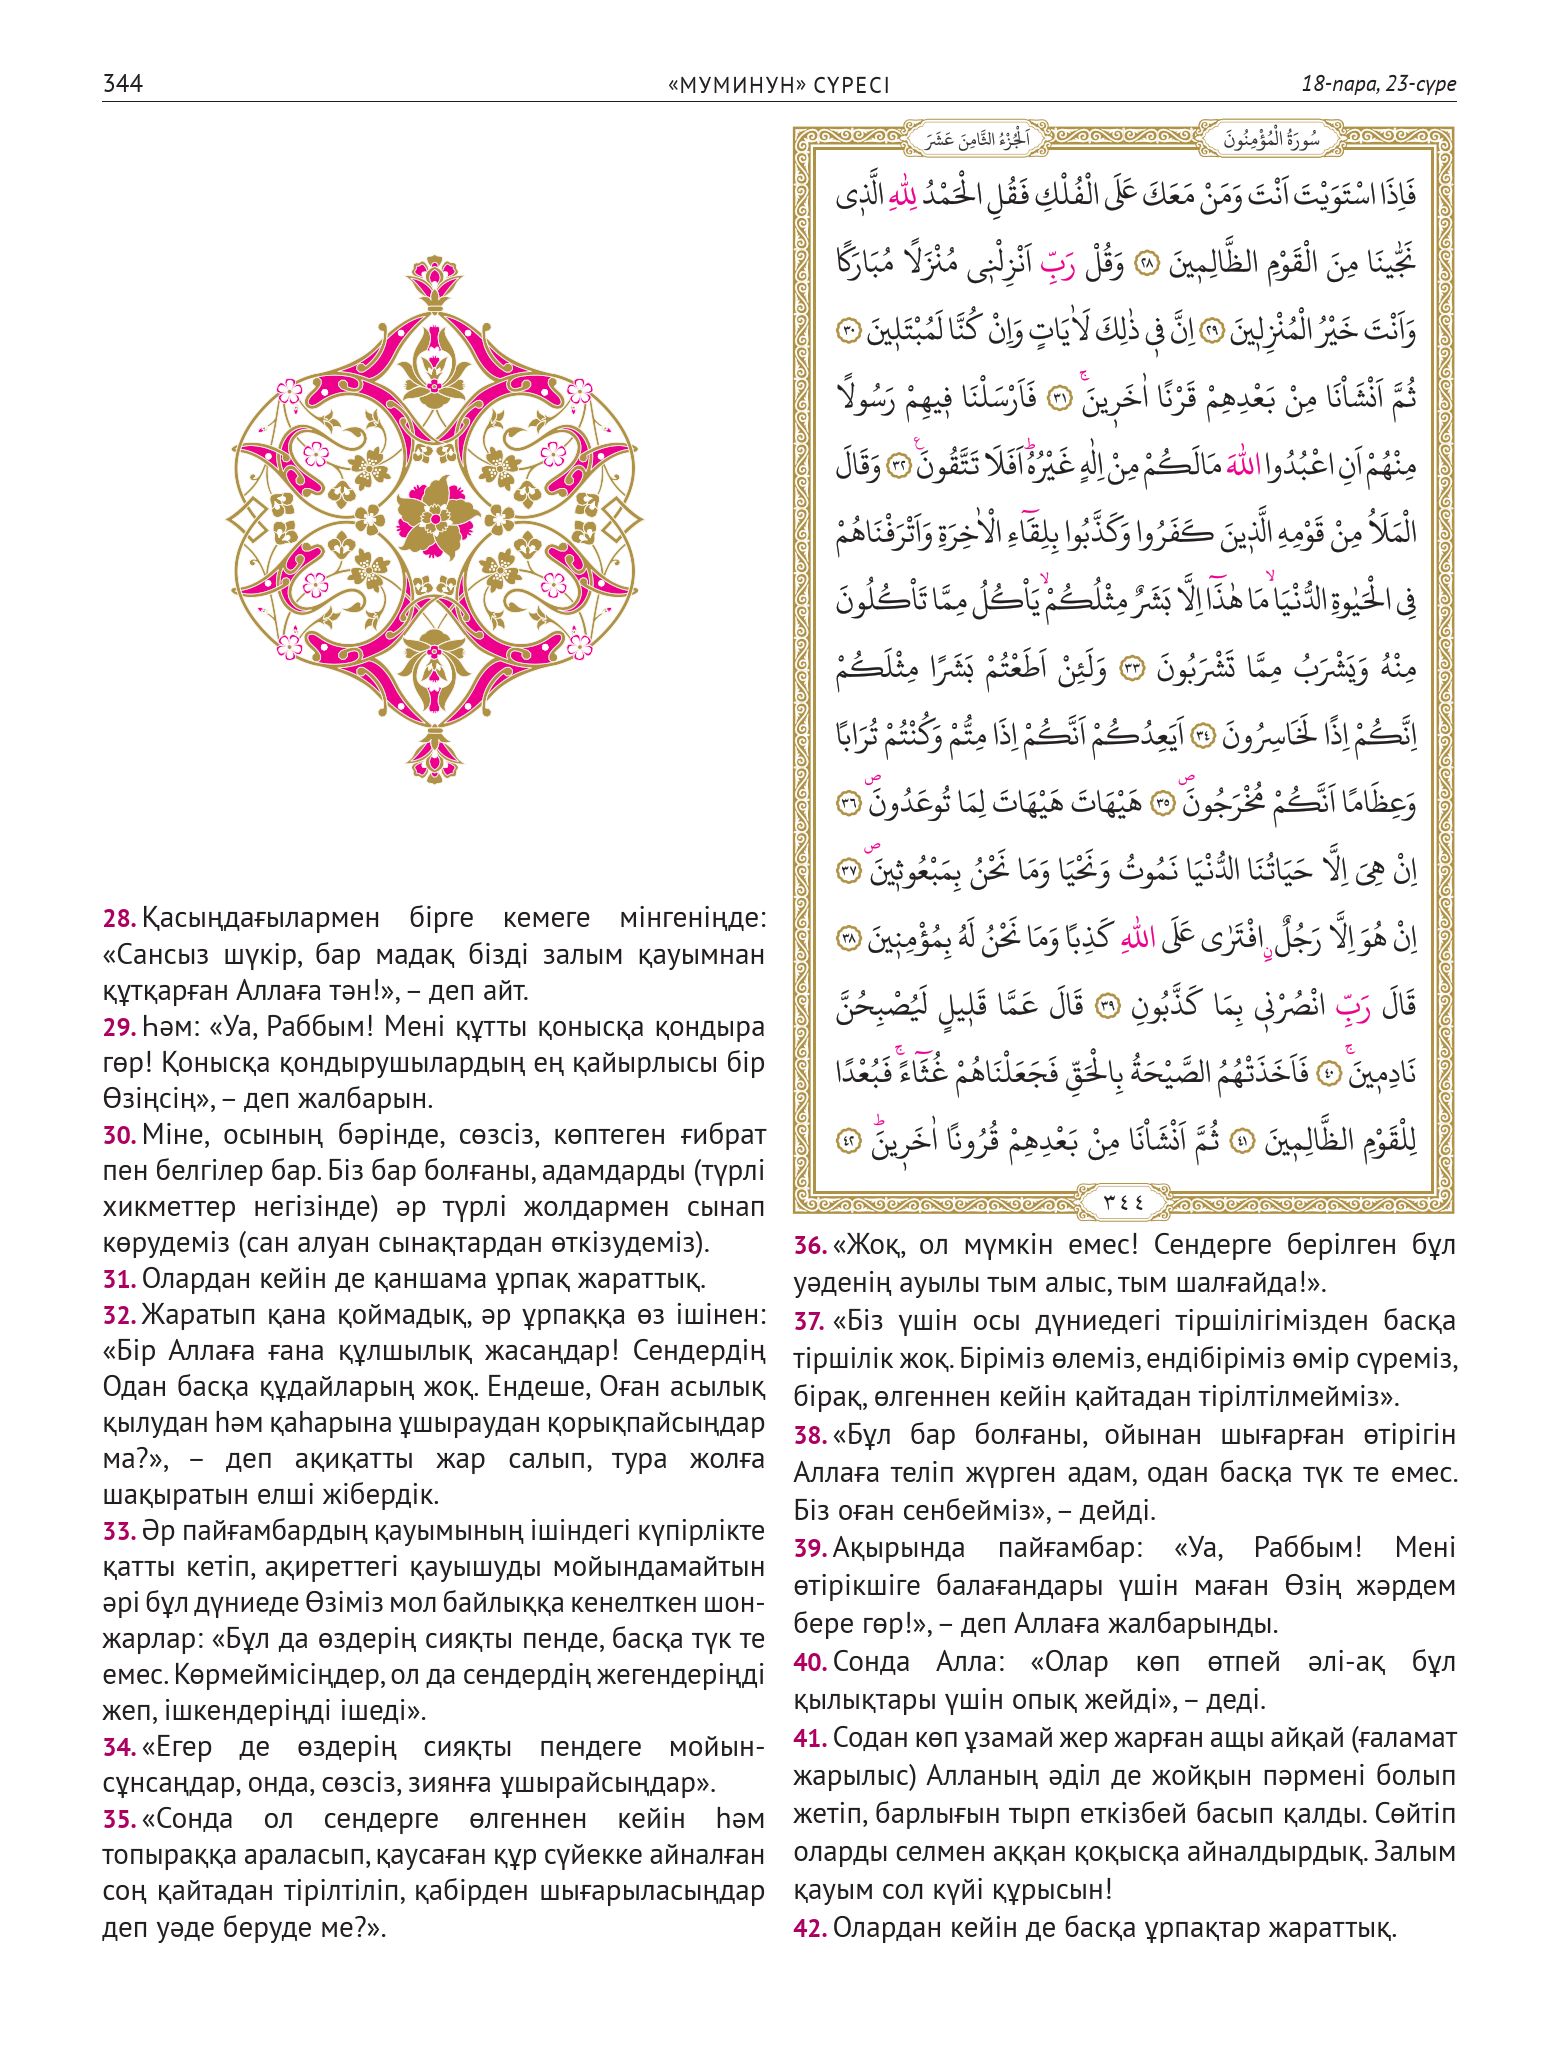 344
«МУМИНУН» СҮРЕСІ
18-пара, 23-сүре
سُورَةُ الْمُؤْمِنُونَ
اَلْجُزْءُ الثَّامِنَ عَشَرَ
فَاِذَا اسْتَوَيْتَ اَنْتَ وَمَنْ مَعَكَ عَلَى الْفُلْكِ فَقُلِ الْحَمْدُ لِلّٰهِ الَّذٖى
نَجّٰينَا مِنَ الْقَوْمِ الظَّالِمٖينَ ﴿٢٨﴾ وَقُلْ رَبِّ اَنْزِلْنٖى مُنْزَلًا مُبَارَكًا
وَاَنْتَ خَيْرُ الْمُنْزِلٖينَ ﴿٢٩﴾ اِنَّ فٖى ذٰلِكَ لَاٰيَاتٍ وَاِنْ كُنَّا لَمُبْتَلٖينَ ﴿٣٠﴾
ثُمَّ اَنْشَاْنَا مِنْ بَعْدِهِمْ قَرْنًا اٰخَرٖينَۚ ﴿٣١﴾ فَاَرْسَلْنَا فٖيهِمْ رَسُولًا
مِنْهُمْ اَنِ اعْبُدُوا اللّٰهَ مَالَكُمْ مِنْ اِلٰهٍ غَيْرُهُؕ اَفَلَا تَتَّقُونَ ﴿٣٢﴾ وَقَالَ
الْمَلَاُ مِنْ قَوْمِهِ الَّذٖينَ كَفَرُوا وَكَذَّبُوا بِلِقَٓاءِ الْاٰخِرَةِ وَاَتْرَفْنَاهُمْ
فِى الْحَيٰوةِ الدُّنْيَاۙ مَا هٰذَٓا اِلَّا بَشَرٌ مِثْلُكُمْۙ يَاْكُلُ مِمَّا تَاْكُلُونَ
مِنْهُ وَيَشْرَبُ مِمَّا تَشْرَبُونَ ﴿٣٣﴾ وَلَئِنْ اَطَعْتُمْ بَشَرًا مِثْلَكُمْ
اِنَّكُمْ اِذًا لَخَاسِرُونَ ﴿٣٤﴾ اَيَعِدُكُمْ اَنَّكُمْ اِذَا مِتُّمْ وَكُنْتُمْ تُرَابًا
وَعِظَامًا اَنَّكُمْ مُخْرَجُونَ ﴿٣٥﴾ هَيْهَاتَ هَيْهَاتَ لِمَا تُوعَدُونَ ﴿٣٦﴾
اِنْ هِىَ اِلَّا حَيَاتُنَا الدُّنْيَا نَمُوتُ وَنَحْيَا وَمَا نَحْنُ بِمَبْعُوثٖينَ ﴿٣٧﴾
اِنْ هُوَ اِلَّا رَجُلٌۨ افْتَرٰى عَلَى اللّٰهِ كَذِبًا وَمَا نَحْنُ لَهُ بِمُؤْمِنٖينَ ﴿٣٨﴾
قَالَ رَبِّ انْصُرْنٖى بِمَا كَذَّبُونِ ﴿٣٩﴾ قَالَ عَمَّا قَلٖيلٍ لَيُصْبِحُنَّ
نَادِمٖينَۚ ﴿٤٠﴾ فَاَخَذَتْهُمُ الصَّيْحَةُ بِالْحَقِّ فَجَعَلْنَاهُمْ غُثَٓاءًۚ فَبُعْدًا
لِلْقَوْمِ الظَّالِمٖينَ ﴿٤١﴾ ثُمَّ اَنْشَاْنَا مِنْ بَعْدِهِمْ قُرُونًا اٰخَرٖينَؕ ﴿٤٢﴾
٣٤٤
28. Қасыңдағылармен бірге кемеге мінгеніңде:
«Сансыз шүкір, бар мадақ бізді залым қауымнан
құтқарған Аллаға тән!», – деп айт.
29. Һәм: «Уа, Раббым! Мені құтты қонысқа қондыра
гөр! Қонысқа қондырушылардың ең қайырлысы бір
Өзіңсің», – деп жалбарын.
30. Міне, осының бәрінде, сөзсіз, көптеген ғибрат
пен белгілер бар. Біз бар болғаны, адамдарды (түрлі
хикметтер негізінде) әр түрлі жолдармен сынап
көрудеміз (сан алуан сынақтардан өткізудеміз).
31. Олардан кейін де қаншама ұрпақ жараттық.
32. Жаратып қана қоймадық, әр ұрпаққа өз ішінен:
«Бір Аллаға ғана құлшылық жасаңдар! Сендердің
Одан басқа құдайларың жоқ. Ендеше, Оған асылық
қылудан һәм қаһарына ұшыраудан қорықпайсыңдар
ма?», – деп ақиқатты жар салып, тура жолға
шақыратын елші жібердік.
33. Әр пайғамбардың қауымының ішіндегі күпірлікте
қатты кетіп, ақиреттегі қауышуды мойындамайтын
әрі бұл дүниеде Өзіміз мол байлыққа кенелткен шон-
жарлар: «Бұл да өздерің сияқты пенде, басқа түк те
емес. Көрмеймісіңдер, ол да сендердің жегендеріңді
жеп, ішкендеріңді ішеді».
34. «Егер де өздерің сияқты пендеге мойын-
сұнсаңдар, онда, сөзсіз, зиянға ұшырайсыңдар».
35. «Сонда ол сендерге өлгеннен кейін һәм
топыраққа араласып, қаусаған құр сүйекке айналған
соң қайтадан тірілтіліп, қабірден шығарыласыңдар
деп уәде беруде ме?».
36. «Жоқ, ол мүмкін емес! Сендерге берілген бұл
уәденің ауылы тым алыс, тым шалғайда!».
37. «Біз үшін осы дүниедегі тіршілігімізден басқа
тіршілік жоқ. Біріміз өлеміз, ендібіріміз өмір сүреміз,
бірақ, өлгеннен кейін қайтадан тірілтілмейміз».
38. «Бұл бар болғаны, ойынан шығарған өтірігін
Аллаға теліп жүрген адам, одан басқа түк те емес.
Біз оған сенбейміз», – дейді.
39. Ақырында пайғамбар: «Уа, Раббым! Мені
өтірікшіге балағандары үшін маған Өзің жәрдем
бере гөр!», – деп Аллаға жалбарынды.
40. Сонда Алла: «Олар көп өтпей әлі-ақ бұл
қылықтары үшін опық жейді», – деді.
41. Содан көп ұзамай жер жарған ащы айқай (ғаламат
жарылыс) Алланың әділ де жойқын пәрмені болып
жетіп, барлығын тырп еткізбей басып қалды. Сөйтіп
оларды селмен аққан қоқысқа айналдырдық. Залым
қауым сол күйі құрысын!
42. Олардан кейін де басқа ұрпақтар жараттық.